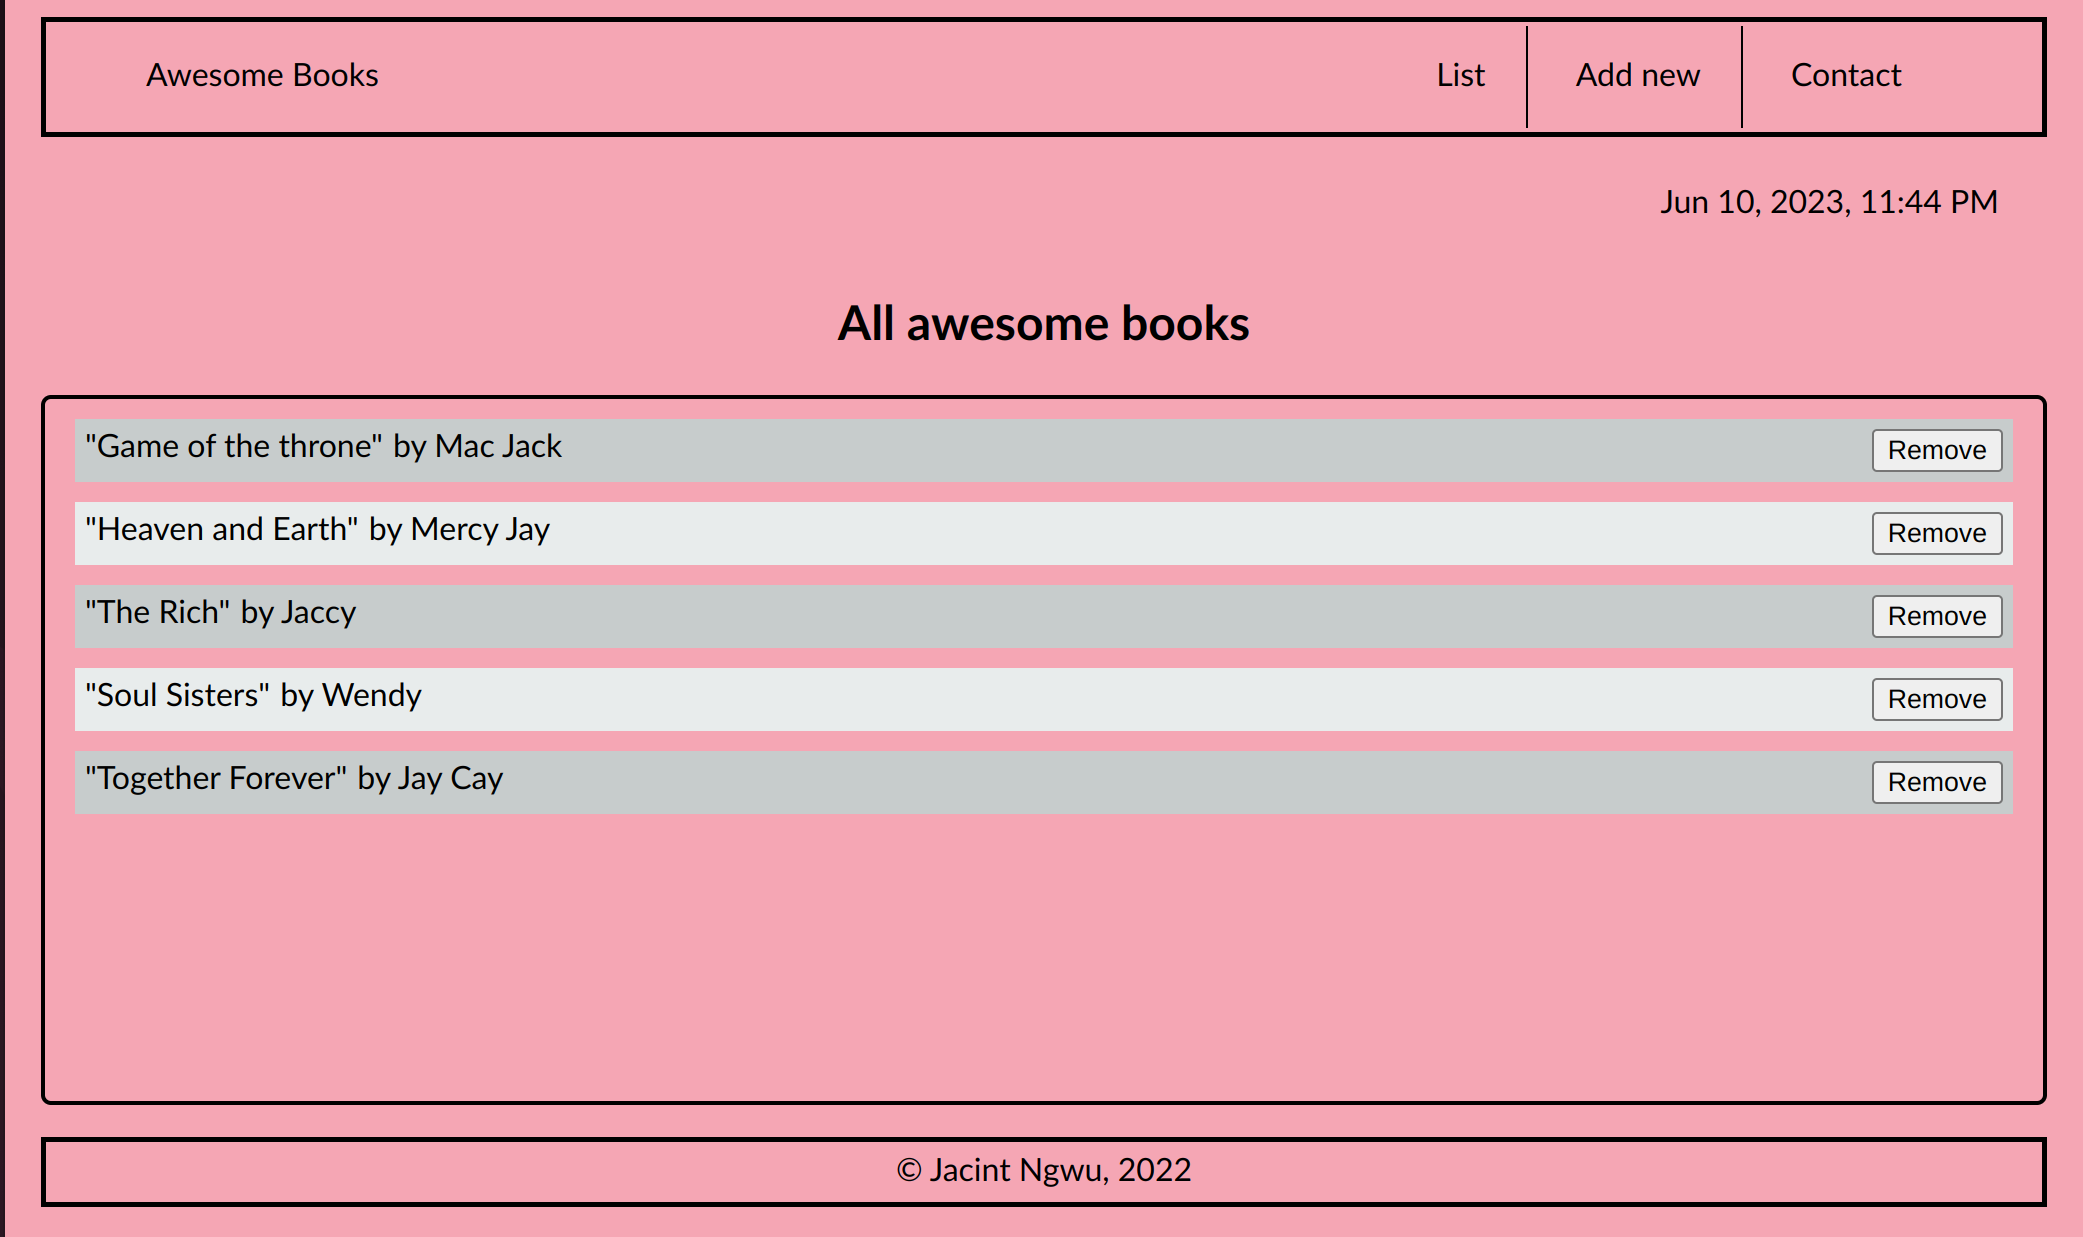 Awesome Books List Add new Contact
Jun 10, 2023, 11:44 PM
All awesome books
"Game of the throne" by Mac Jack Remove
"Heaven and Earth" by Mercy Jay Remove
"The Rich" by Jaccy Remove
"Soul Sisters" by Wendy Remove
"Together Forever" by Jay Cay Remove
© Jacint Ngwu, 2022